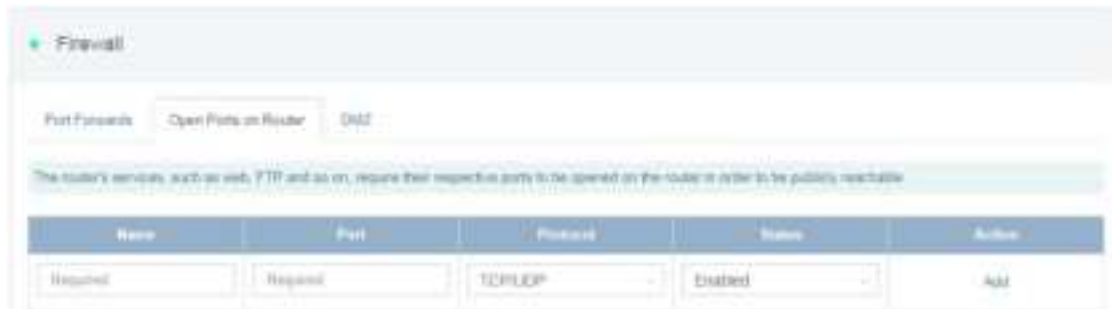 Firewall
Port Forwards Open Ports on Router DMZ
The router's services, such as web, FTP and so on, require their respective ports to be opened on the router in order to be publicly reachable
Name Port Protocol Status Action
Required Required TCP/UDP Enabled Add